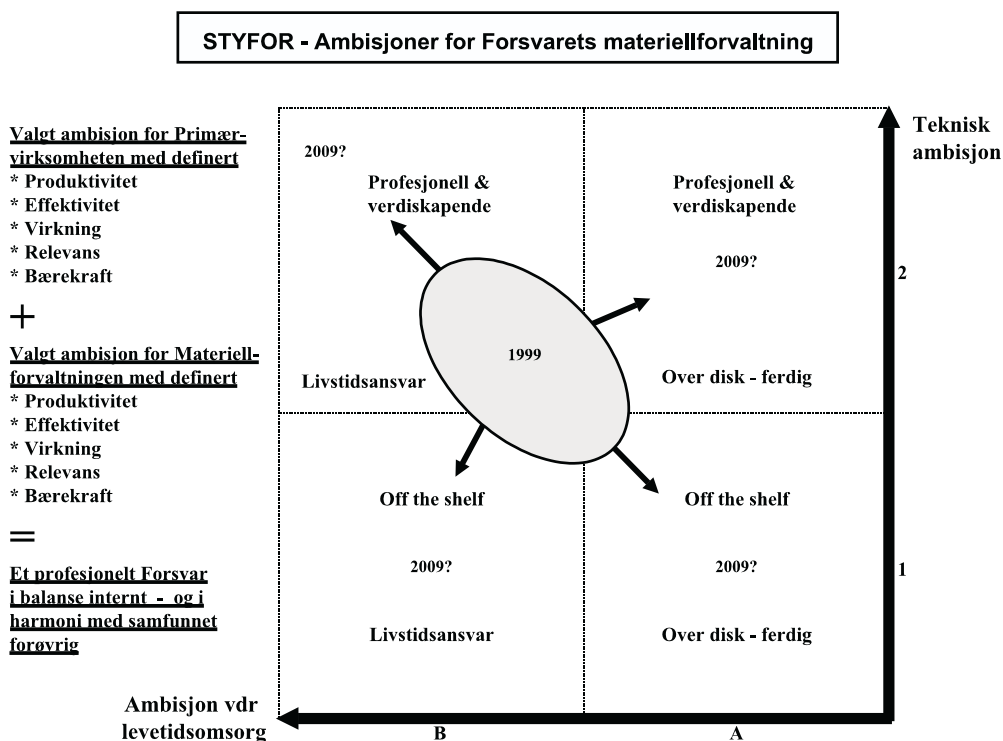 STYFOR - Ambisjoner for Forsvarets materiellforvaltning
Valgt ambisjon for Primær-
virksomheten med definert
* Produktivitet
* Effektivitet
* Virkning
* Relevans
* Bærekraft
+
Valgt ambisjon for Materiell-
forvaltningen med definert
* Produktivitet
* Effektivitet
* Virkning
* Relevans
* Bærekraft
=
Et profesjonelt Forsvar
i balanse internt - og i
harmoni med samfunnet
forøvrig
2009?
Profesjonell &
verdiskapende
Livstidsansvar
1999
Profesjonell &
verdiskapende
2009?
Over disk - ferdig
Off the shelf
2009?
Livstidsansvar
Off the shelf
2009?
Over disk - ferdig
Teknisk
ambisjon
2
1
Ambisjon vdr
levetidsomsorg
B
A